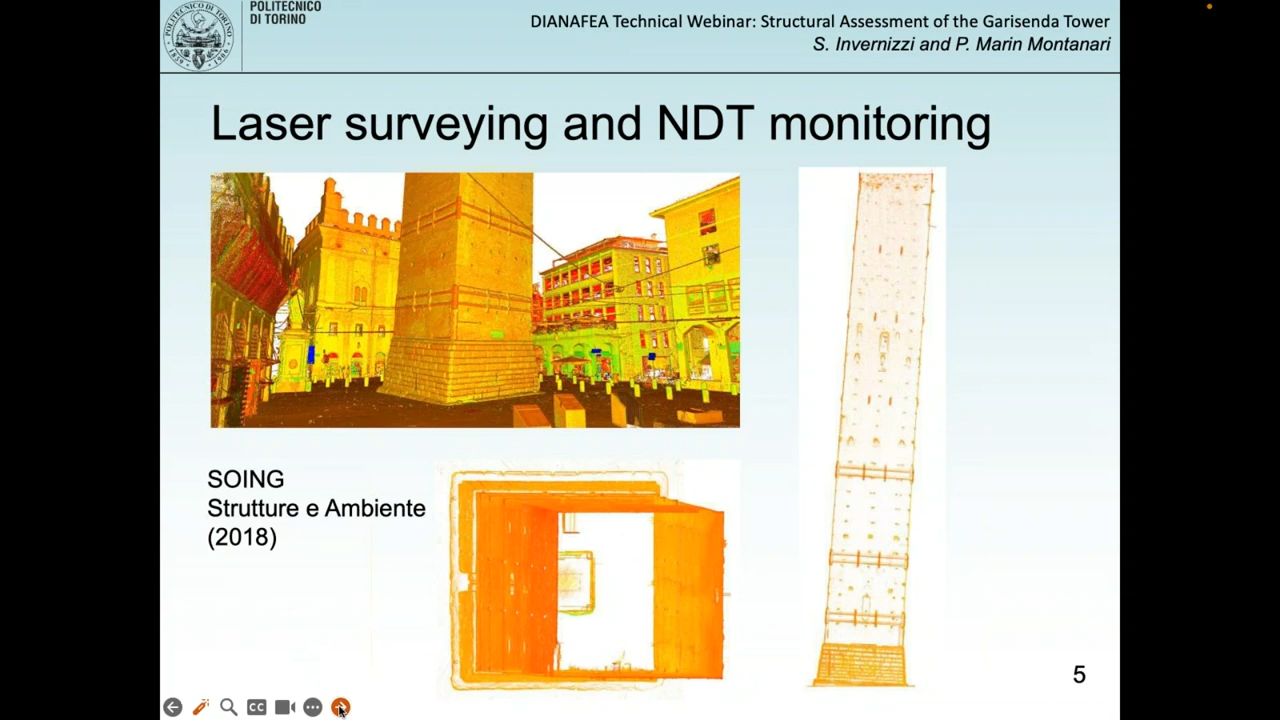 POLITECNICO
DI TORINO
DIANAFEA Technical Webinar: Structural Assessment of the Garisenda Tower
S. Invernizzi and P. Marin Montanari
Laser surveying and NDT monitoring
SOING
Strutture e Ambiente
(2018)
5
CC